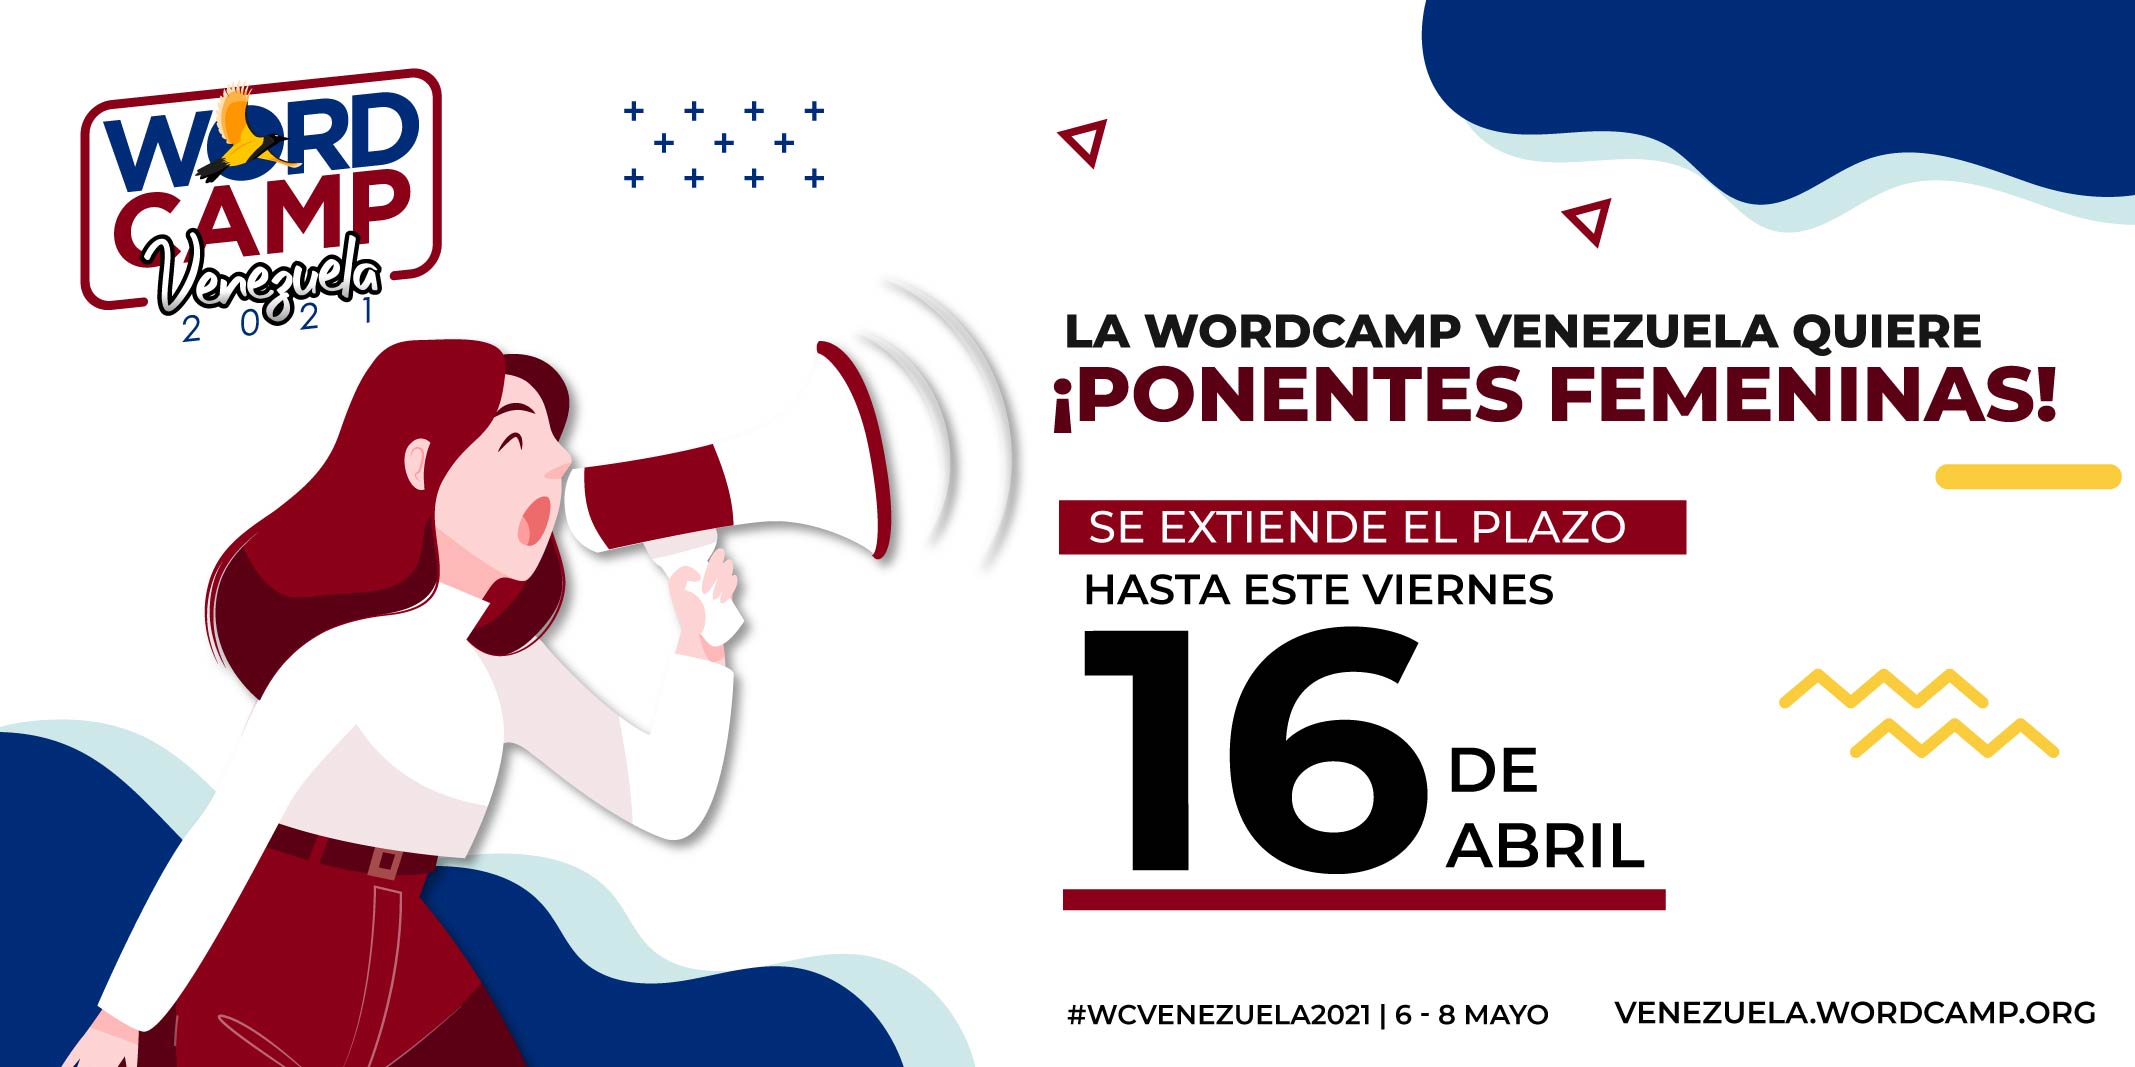 WORD
CAMP
Venezuela
2021
LA WORDCAMP VENEZUELA QUIERE
¡PONENTES FEMENINAS!
SE EXTIENDE EL PLAZO
HASTA ESTE VIERNES
16 DE
ABRIL
#WCVENEZUELA2021 | 6 - 8 MAYO VENEZUELA.WORDCAMP.ORG